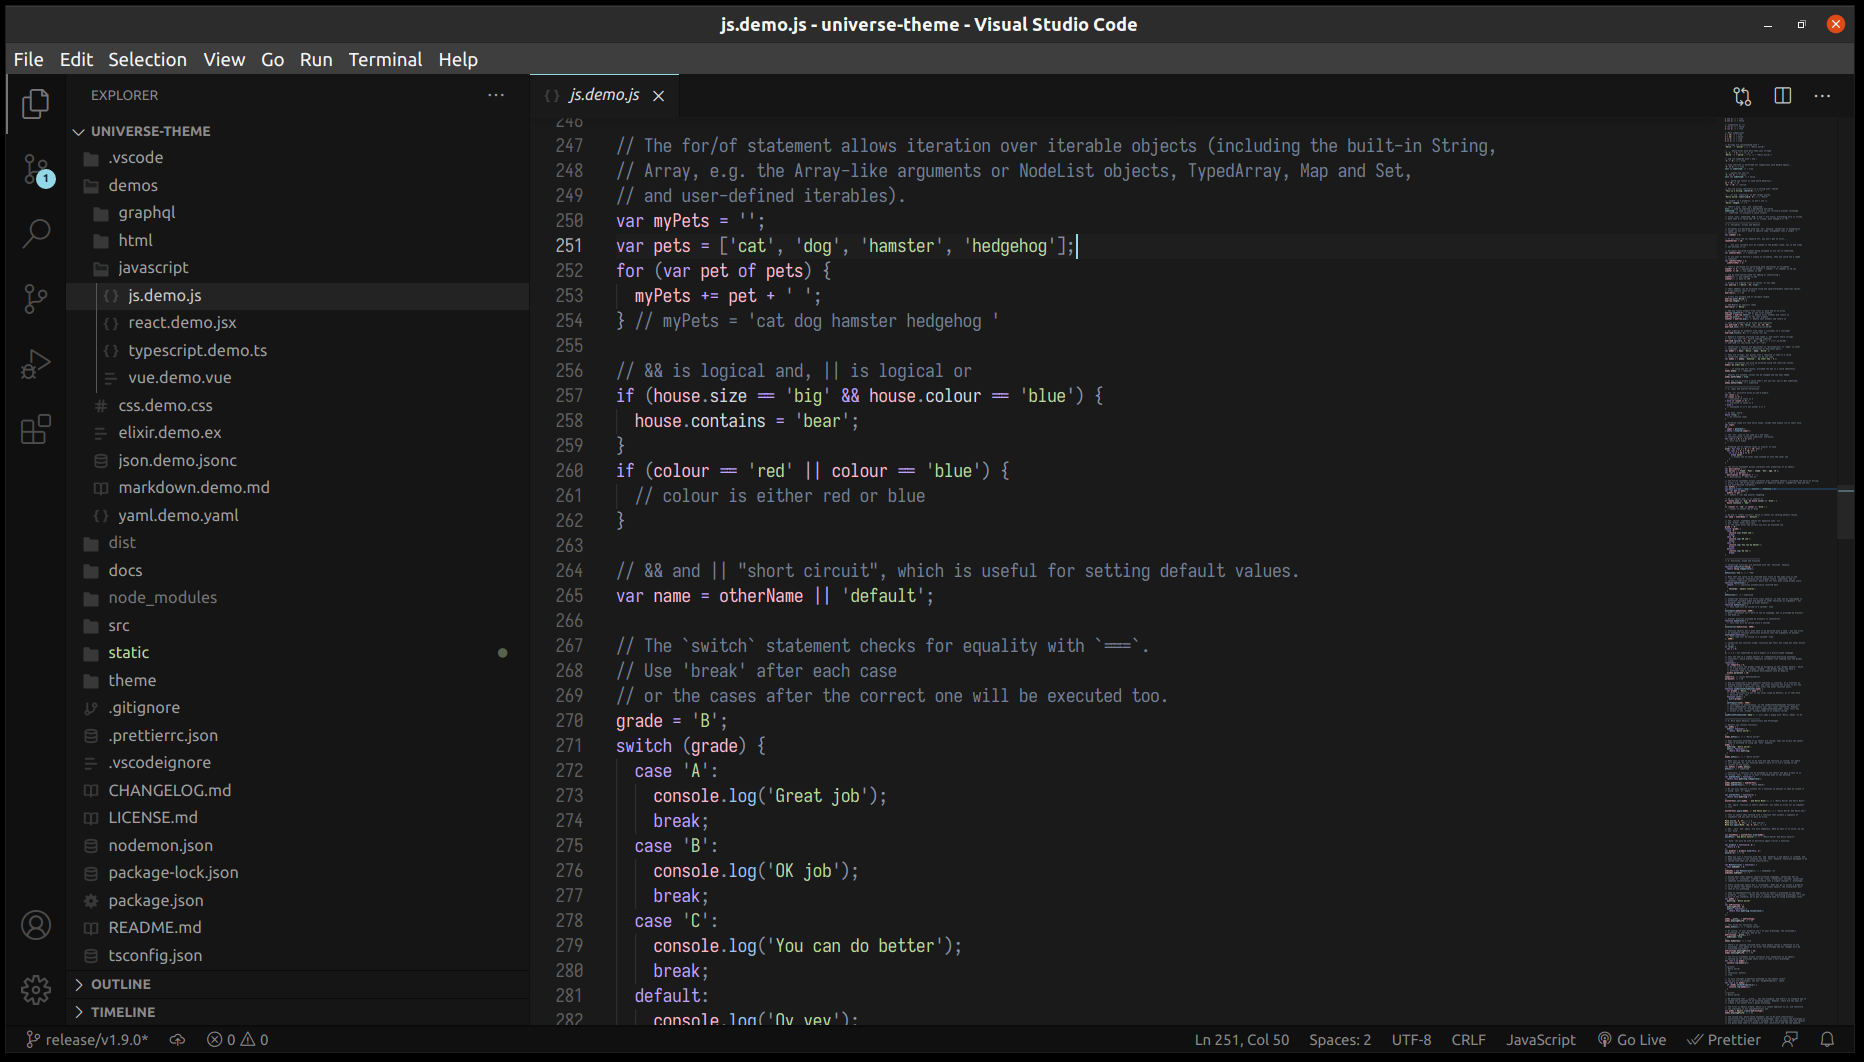 js.demo.js - universe-theme - Visual Studio Code
File Edit Selection View Go Run Terminal Help
EXPLORER
UNIVERSE-THEME
.vscode
demos
graphql
html
javascript
js.demo.js
react.demo.jsx
typescript.demo.ts
vue.demo.vue
css.demo.css
elixir.demo.ex
json.demo.jsonc
markdown.demo.md
yaml.demo.yaml
dist
docs
node_modules
src
static
theme
.gitignore
.prettierrc.json
.vscodeignore
CHANGELOG.md
LICENSE.md
nodemon.json
package-lock.json
package.json
README.md
tsconfig.json
OUTLINE
TIMELINE
1
js.demo.js
246
247 // The for/of statement allows iteration over iterable objects (including the built-in String,
248 // Array, e.g. the Array-like arguments or NodeList objects, TypedArray, Map and Set,
249 // and user-defined iterables).
250 var myPets = '';
251 var pets = ['cat', 'dog', 'hamster', 'hedgehog'];
252 for (var pet of pets) {
253 myPets += pet + ' ';
254 } // myPets = 'cat dog hamster hedgehog '
255
256 // && is logical and, || is logical or
257 if (house.size == 'big' && house.colour == 'blue') {
258 house.contains = 'bear';
259 }
260 if (colour == 'red' || colour == 'blue') {
261 // colour is either red or blue
262 }
263
264 // && and || "short circuit", which is useful for setting default values.
265 var name = otherName || 'default';
266
267 // The `switch` statement checks for equality with `===`.
268 // Use 'break' after each case
269 // or the cases after the correct one will be executed too.
270 grade = 'B';
271 switch (grade) {
272 case 'A':
273 console.log('Great job');
274 break;
275 case 'B':
276 console.log('OK job');
277 break;
278 case 'C':
279 console.log('You can do better');
280 break;
281 default:
282 console.log('Oy vey');
release/v1.9.0* 0 0 Ln 251, Col 50 Spaces: 2 UTF-8 CRLF JavaScript Go Live Prettier